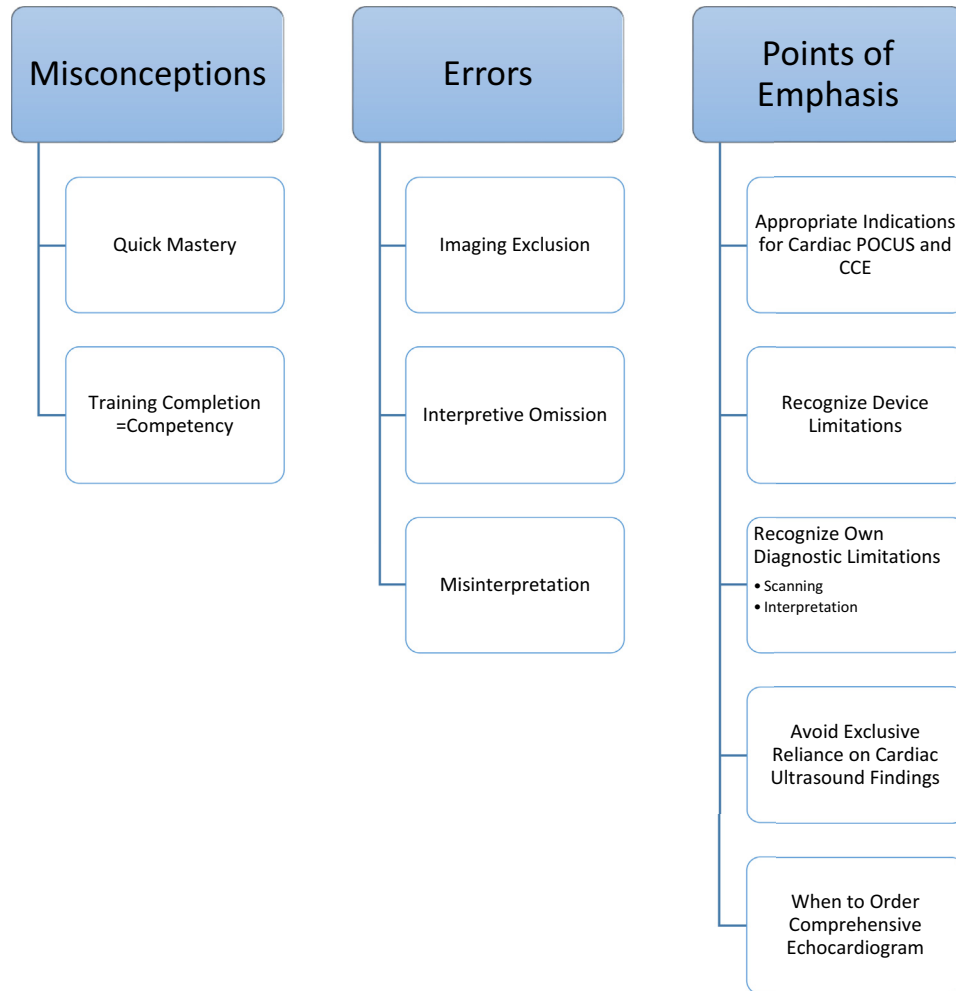 Misconceptions
Quick Mastery
Training Completion
=Competency
Errors
Imaging Exclusion
Interpretive Omission
Misinterpretation
Points of
Emphasis
Appropriate Indications
for Cardiac POCUS and
CCE
Recognize Device
Limitations
Recognize Own
Diagnostic Limitations
• Scanning
• Interpretation
Avoid Exclusive
Reliance on Cardiac
Ultrasound Findings
When to Order
Comprehensive
Echocardiogram